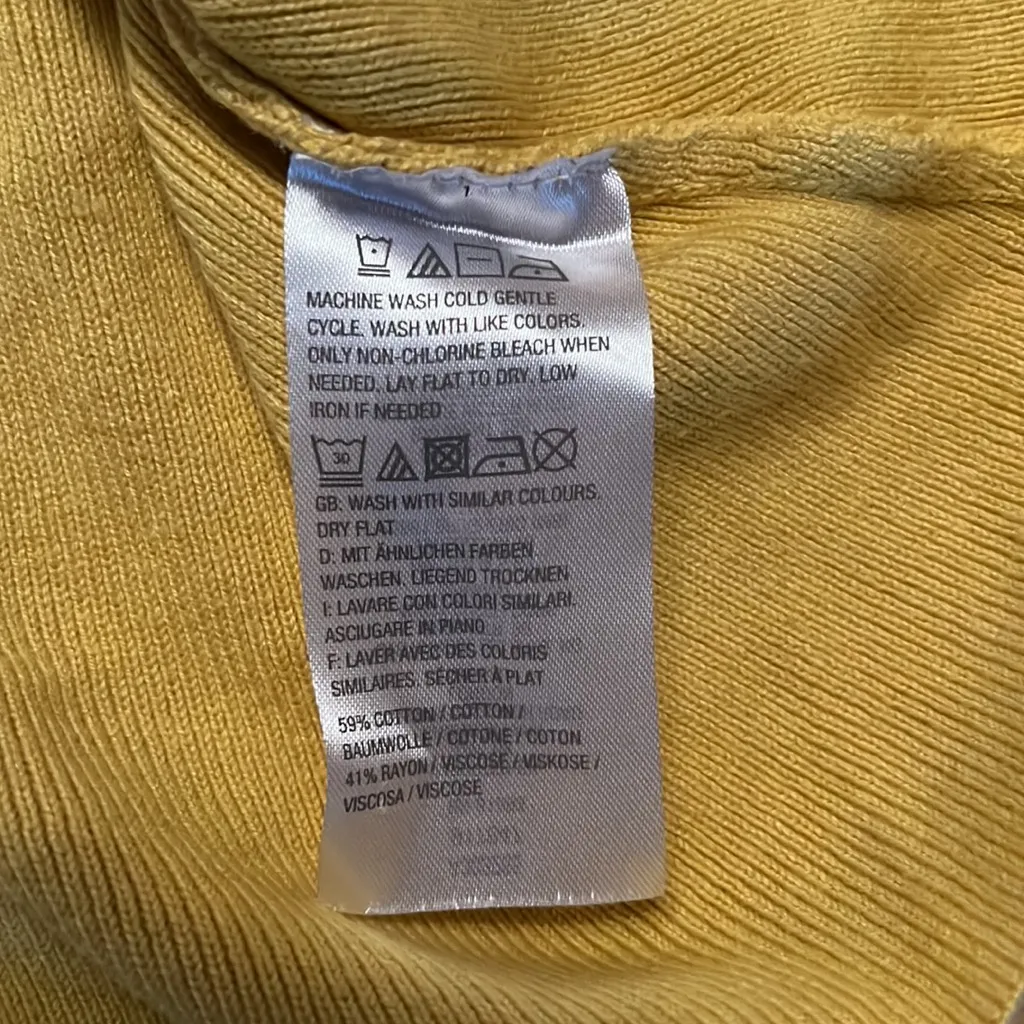 1
MACHINE WASH COLD GENTLE
CYCLE. WASH WITH LIKE COLORS.
ONLY NON-CHLORINE BLEACH WHEN
NEEDED. LAY FLAT TO DRY. LOW
IRON IF NEEDED
30
GB: WASH WITH SIMILAR COLOURS.
DRY FLAT
D: MIT ÄHNLICHEN FARBEN
WASCHEN. LIEGEND TROCKNEN
I: LAVARE CON COLORI SIMILARI.
ASCIUGARE IN PIANO
F: LAVER AVEC DES COLORIS
SIMILAIRES. SÉCHER À PLAT
59% COTTON / COTTON /
BAUMWOLLE / COTONE / COTON
41% RAYON / VISCOSE / VISKOSE /
VISCOSA / VISCOSE